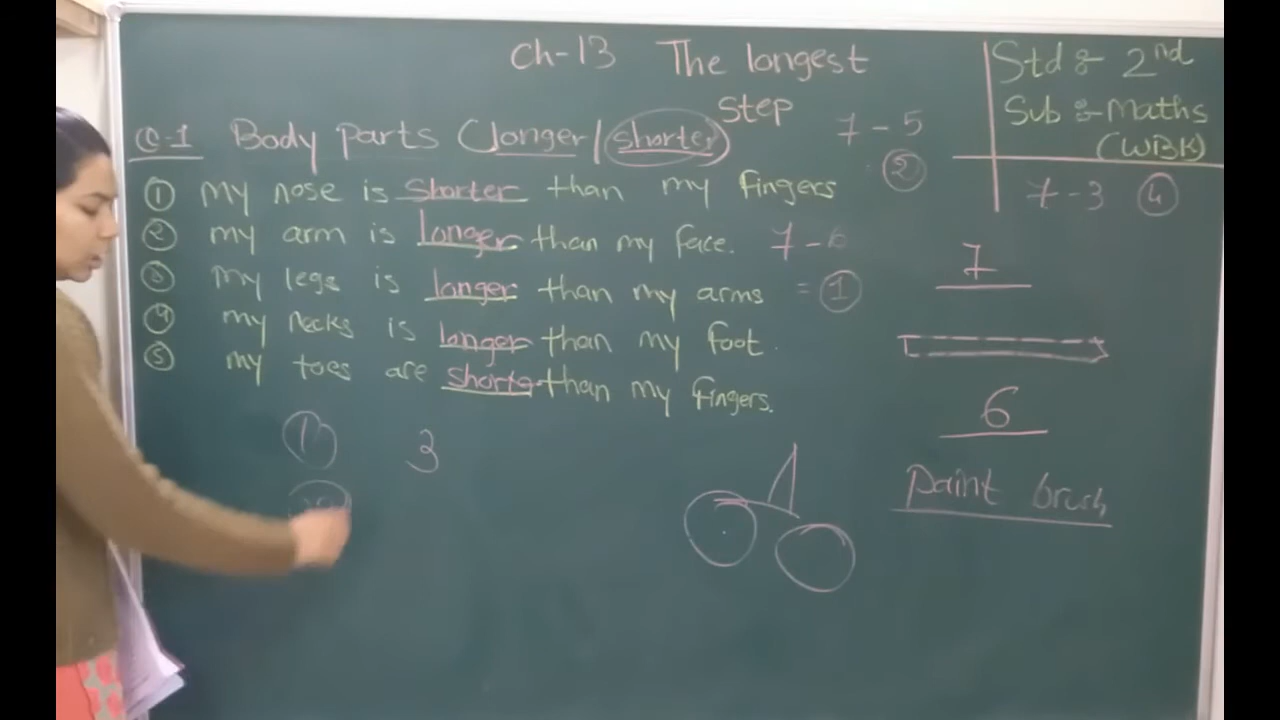 Ch-13 The longest
Step
Std :- 2nd
Sub :- Maths
(WBK)
Q-1 Body parts (longer/shorter)
7-5
2
7-3 4
① my nose is shorter than my fingers
② my arm is longer than my face.
7-6
= 1
③ my legs is longer than my arms
④ my necks is longer than my foot.
⑤ my toes are shorter than my fingers.
7
6
paint brush
① 3